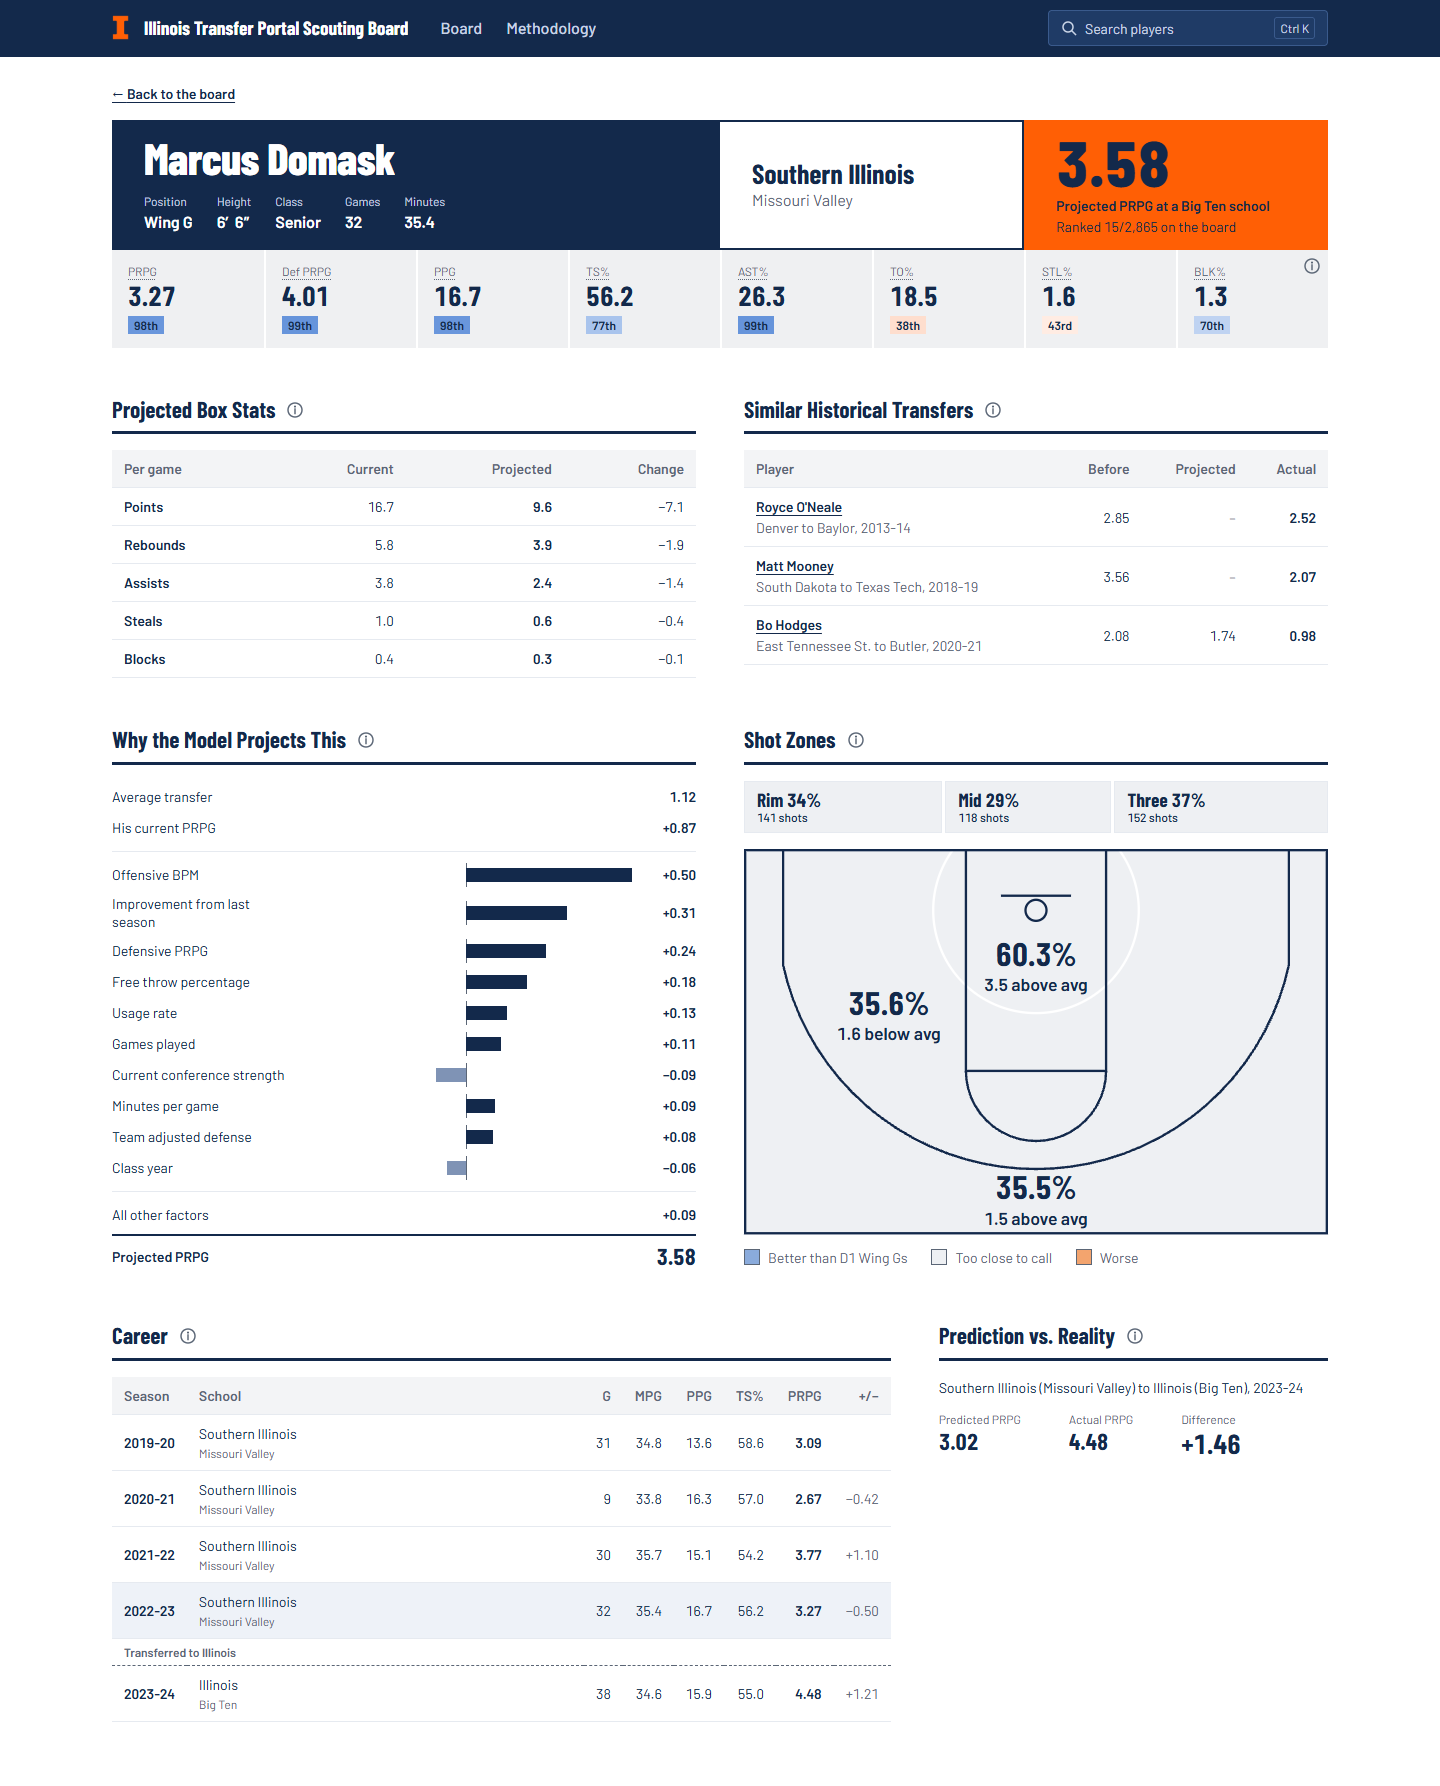 I Illinois Transfer Portal Scouting Board Board Methodology Search players Ctrl K
← Back to the board
Marcus Domask
Position Height Class Games Minutes
Wing G 6′ 6″ Senior 32 35.4
Southern Illinois
Missouri Valley
3.58
Projected PRPG at a Big Ten school
Ranked 15/2,865 on the board
PRPG Def PRPG PPG TS% AST% TO% STL% BLK%
3.27 4.01 16.7 56.2 26.3 18.5 1.6 1.3
98th 99th 98th 77th 99th 38th 43rd 70th
Projected Box Stats
Per game Current Projected Change
Points 16.7 9.6 −7.1
Rebounds 5.8 3.9 −1.9
Assists 3.8 2.4 −1.4
Steals 1.0 0.6 −0.4
Blocks 0.4 0.3 −0.1
Similar Historical Transfers
Player Before Projected Actual
Royce O'Neale
Denver to Baylor, 2013-14
2.85 – 2.52
Matt Mooney
South Dakota to Texas Tech, 2018-19
3.56 – 2.07
Bo Hodges
East Tennessee St. to Butler, 2020-21
2.08 1.74 0.98
Why the Model Projects This
Average transfer 1.12
His current PRPG +0.87
Offensive BPM +0.50
Improvement from last
season
+0.31
Defensive PRPG +0.24
Free throw percentage +0.18
Usage rate +0.13
Games played +0.11
Current conference strength −0.09
Minutes per game +0.09
Team adjusted defense +0.08
Class year −0.06
All other factors +0.09
Projected PRPG 3.58
Shot Zones
Rim 34% Mid 29% Three 37%
141 shots 118 shots 152 shots
60.3%
3.5 above avg
35.6%
1.6 below avg
35.5%
1.5 above avg
Better than D1 Wing Gs Too close to call Worse
Career
Season School G MPG PPG TS% PRPG +/−
2019-20 Southern Illinois 31 34.8 13.6 58.6 3.09
Missouri Valley
2020-21 Southern Illinois 9 33.8 16.3 57.0 2.67 −0.42
Missouri Valley
2021-22 Southern Illinois 30 35.7 15.1 54.2 3.77 +1.10
Missouri Valley
2022-23 Southern Illinois 32 35.4 16.7 56.2 3.27 −0.50
Missouri Valley
Transferred to Illinois
2023-24 Illinois 38 34.6 15.9 55.0 4.48 +1.21
Big Ten
Prediction vs. Reality
Southern Illinois (Missouri Valley) to Illinois (Big Ten), 2023-24
Predicted PRPG Actual PRPG Difference
3.02 4.48 +1.46